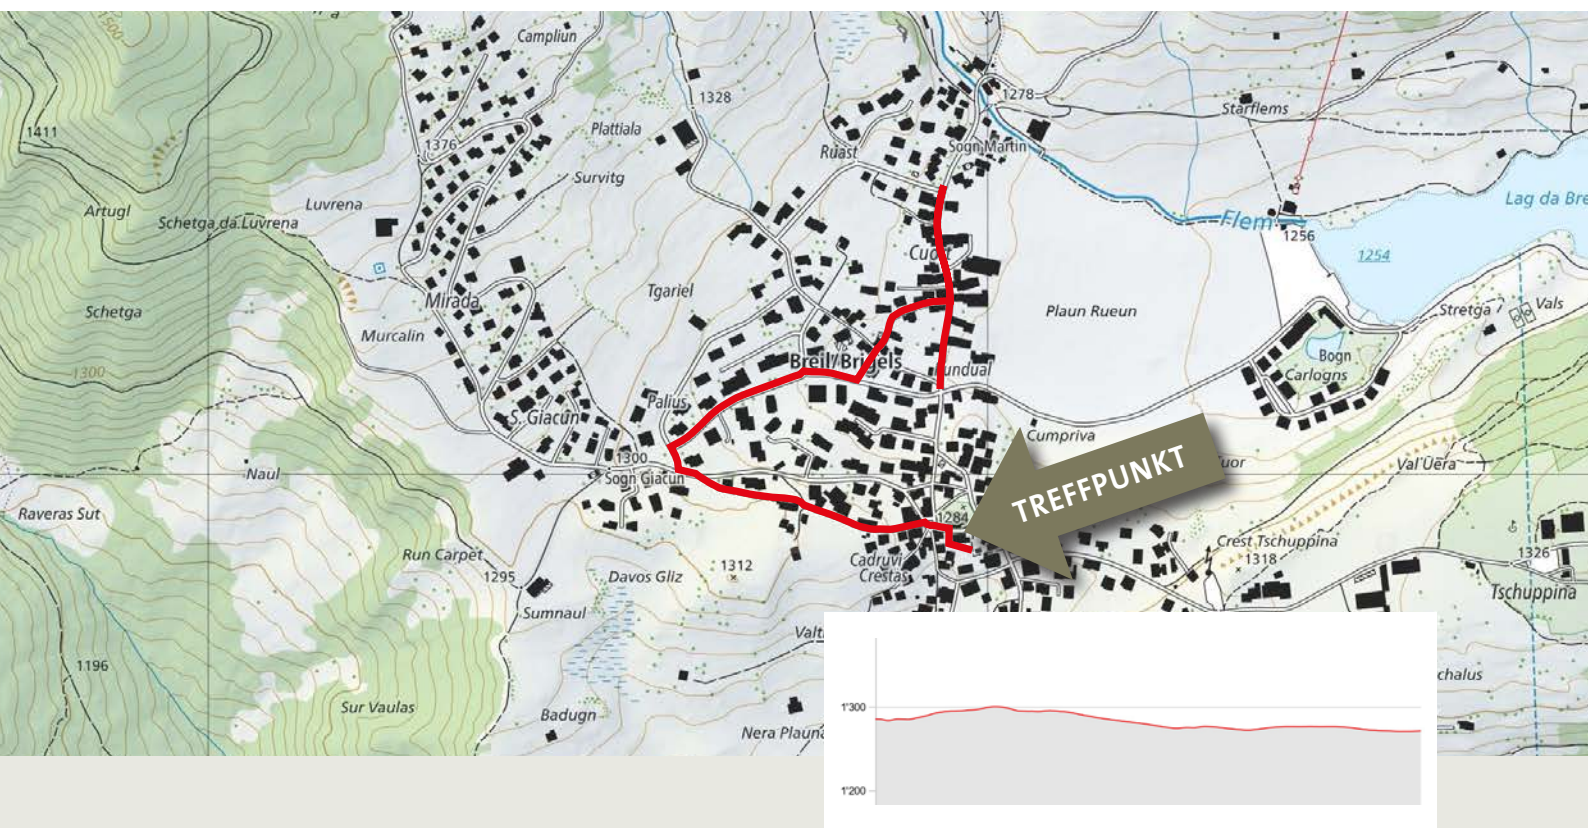 Campliun
1328
1278
Starflems
1411
Plattiala
1376
Ruast
Sogn Martin
Survitg
Luvrena
Artugl
Schetga da Luvrena
Lag da Bre
Flem
1256
1254
Cuort
Tgariel
Mirada
Schetga
Plaun Rueun
Stretga
Vals
Murcalin
Bogn
Carlogns
1300
Breil/Brigels
undual
Palius
S. Giacun
Cumpriva
TREFFPUNKT
1300
Sogn Giacun
Naul
uor
Val Uera
Raveras Sut
1284
Run Carpet
Crest Tschuppina
1318
1326
Cadruvi
Crestas
1312
1295
Davos Gliz
Tschuppina
Sumnaul
Valt
1196
chalus
Sur Vaulas
Badugn
1'300
Nera Plauna
1'200